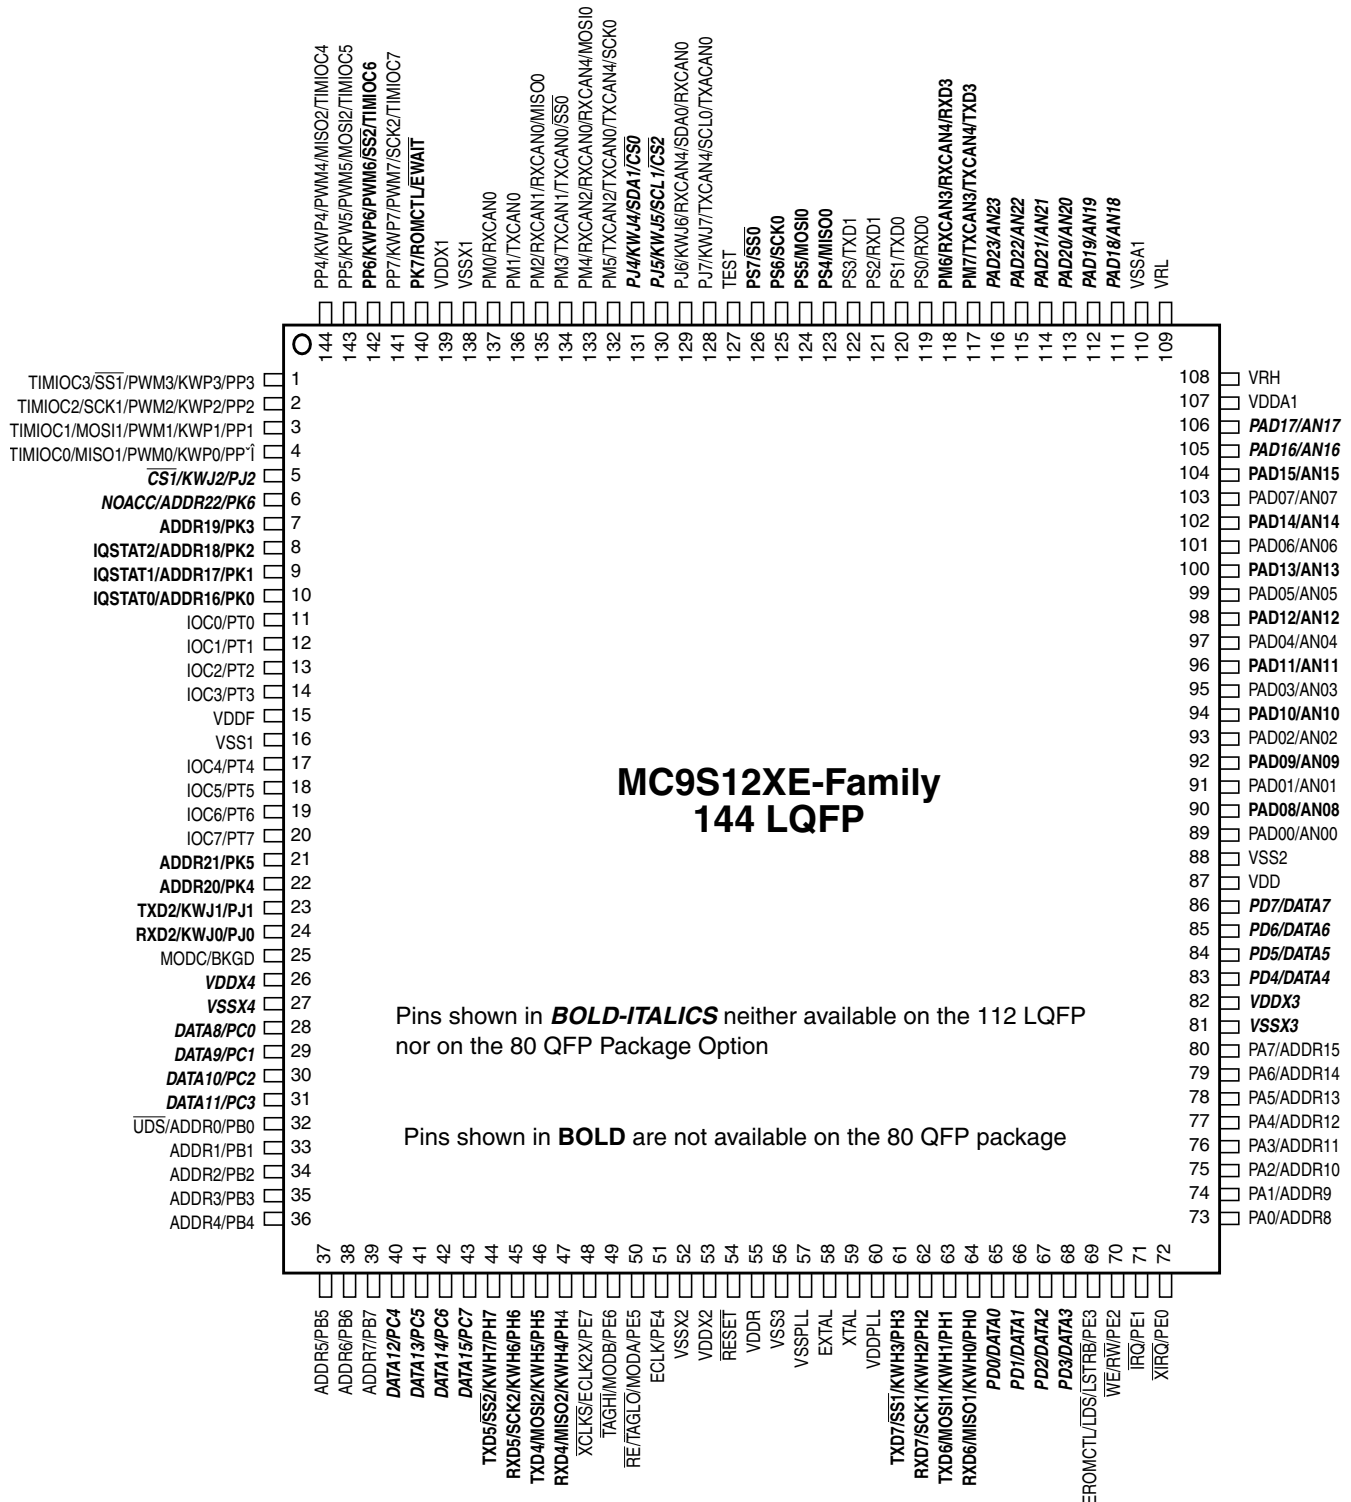 PP4/KWP4/PWM4/MISO2/TIMIOC4
PP5/KPW5/PWM5/MOSI2/TIMIOC5
PP6/KWP6/PWM6/SS2/TIMIOC6
PP7/KWP7/PWM7/SCK2/TIMIOC7
PK7/ROMCTL/EWAIT
VDDX1
VSSX1
PM0/RXCAN0
PM1/TXCAN0
PM2/RXCAN1/RXCAN0/MISO0
PM3/TXCAN1/TXCAN0/SS0
PM4/RXCAN2/RXCAN0/RXCAN4/MOSI0
PM5/TXCAN2/TXCAN0/TXCAN4/SCK0
PJ4/KWJ4/SDA1/CS0
PJ5/KWJ5/SCL1/CS2
PJ6/KWJ6/RXCAN4/SDA0/RXCAN0
PJ7/KWJ7/TXCAN4/SCL0/TXACAN0
TEST
PS7/SS0
PS6/SCK0
PS5/MOSI0
PS4/MISO0
PS3/TXD1
PS2/RXD1
PS1/TXD0
PS0/RXD0
PM6/RXCAN3/RXCAN4/RXD3
PM7/TXCAN3/TXCAN4/TXD3
PAD23/AN23
PAD22/AN22
PAD21/AN21
PAD20/AN20
PAD19/AN19
PAD18/AN18
VSSA1
VRL
144 143 142 141 140 139 138 137 136 135 134 133 132 131 130 129 128 127 126 125 124 123 122 121 120 119 118 117 116 115 114 113 112 111 110 109
TIMIOC3/SS1/PWM3/KWP3/PP3 1
TIMIOC2/SCK1/PWM2/KWP2/PP2 2
TIMIOC1/MOSI1/PWM1/KWP1/PP1 3
TIMIOC0/MISO1/PWM0/KWP0/PPˇÎ 4
CS1/KWJ2/PJ2 5
NOACC/ADDR22/PK6 6
ADDR19/PK3 7
IQSTAT2/ADDR18/PK2 8
IQSTAT1/ADDR17/PK1 9
IQSTAT0/ADDR16/PK0 10
IOC0/PT0 11
IOC1/PT1 12
IOC2/PT2 13
IOC3/PT3 14
VDDF 15
VSS1 16
IOC4/PT4 17
IOC5/PT5 18
IOC6/PT6 19
IOC7/PT7 20
ADDR21/PK5 21
ADDR20/PK4 22
TXD2/KWJ1/PJ1 23
RXD2/KWJ0/PJ0 24
MODC/BKGD 25
VDDX4 26
VSSX4 27
DATA8/PC0 28
DATA9/PC1 29
DATA10/PC2 30
DATA11/PC3 31
UDS/ADDR0/PB0 32
ADDR1/PB1 33
ADDR2/PB2 34
ADDR3/PB3 35
ADDR4/PB4 36
MC9S12XE-Family
144 LQFP
Pins shown in BOLD-ITALICS neither available on the 112 LQFP
nor on the 80 QFP Package Option
Pins shown in BOLD are not available on the 80 QFP package
108 VRH
107 VDDA1
106 PAD17/AN17
105 PAD16/AN16
104 PAD15/AN15
103 PAD07/AN07
102 PAD14/AN14
101 PAD06/AN06
100 PAD13/AN13
99 PAD05/AN05
98 PAD12/AN12
97 PAD04/AN04
96 PAD11/AN11
95 PAD03/AN03
94 PAD10/AN10
93 PAD02/AN02
92 PAD09/AN09
91 PAD01/AN01
90 PAD08/AN08
89 PAD00/AN00
88 VSS2
87 VDD
86 PD7/DATA7
85 PD6/DATA6
84 PD5/DATA5
83 PD4/DATA4
82 VDDX3
81 VSSX3
80 PA7/ADDR15
79 PA6/ADDR14
78 PA5/ADDR13
77 PA4/ADDR12
76 PA3/ADDR11
75 PA2/ADDR10
74 PA1/ADDR9
73 PA0/ADDR8
37 38 39 40 41 42 43 44 45 46 47 48 49 50 51 52 53 54 55 56 57 58 59 60 61 62 63 64 65 66 67 68 69 70 71 72
ADDR5/PB5
ADDR6/PB6
ADDR7/PB7
DATA12/PC4
DATA13/PC5
DATA14/PC6
DATA15/PC7
TXD5/SS2/KWH7/PH7
RXD5/SCK2/KWH6/PH6
TXD4/MOSI2/KWH5/PH5
RXD4/MISO2/KWH4/PH4
XCLKS/ECLK2X/PE7
TAGHI/MODB/PE6
RE/TAGLO/MODA/PE5
ECLK/PE4
VSSX2
VDDX2
RESET
VDDR
VSS3
VSSPLL
EXTAL
XTAL
VDDPLL
TXD7/SS1/KWH3/PH3
RXD7/SCK1/KWH2/PH2
TXD6/MOSI1/KWH1/PH1
RXD6/MISO1/KWH0/PH0
PD0/DATA0
PD1/DATA1
PD2/DATA2
PD3/DATA3
EROMCTL/LDS/LSTRB/PE3
WE/RW/PE2
IRQ/PE1
XIRQ/PE0